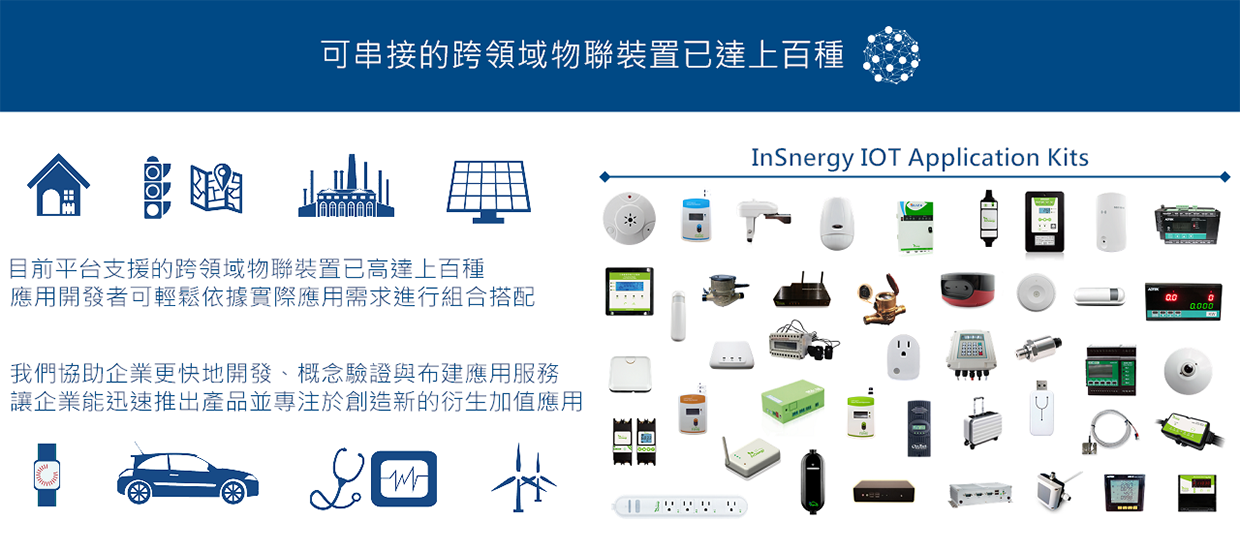 可串接的跨領域物聯裝置已達上百種
目前平台支援的跨領域物聯裝置已高達上百種
應用開發者可輕鬆依據實際應用需求進行組合搭配
我們協助企業更快地開發、概念驗證與布建應用服務
讓企業能迅速推出產品並專注於創造新的衍生加值應用
InSnergy IOT Application Kits
0.0 0
0.000